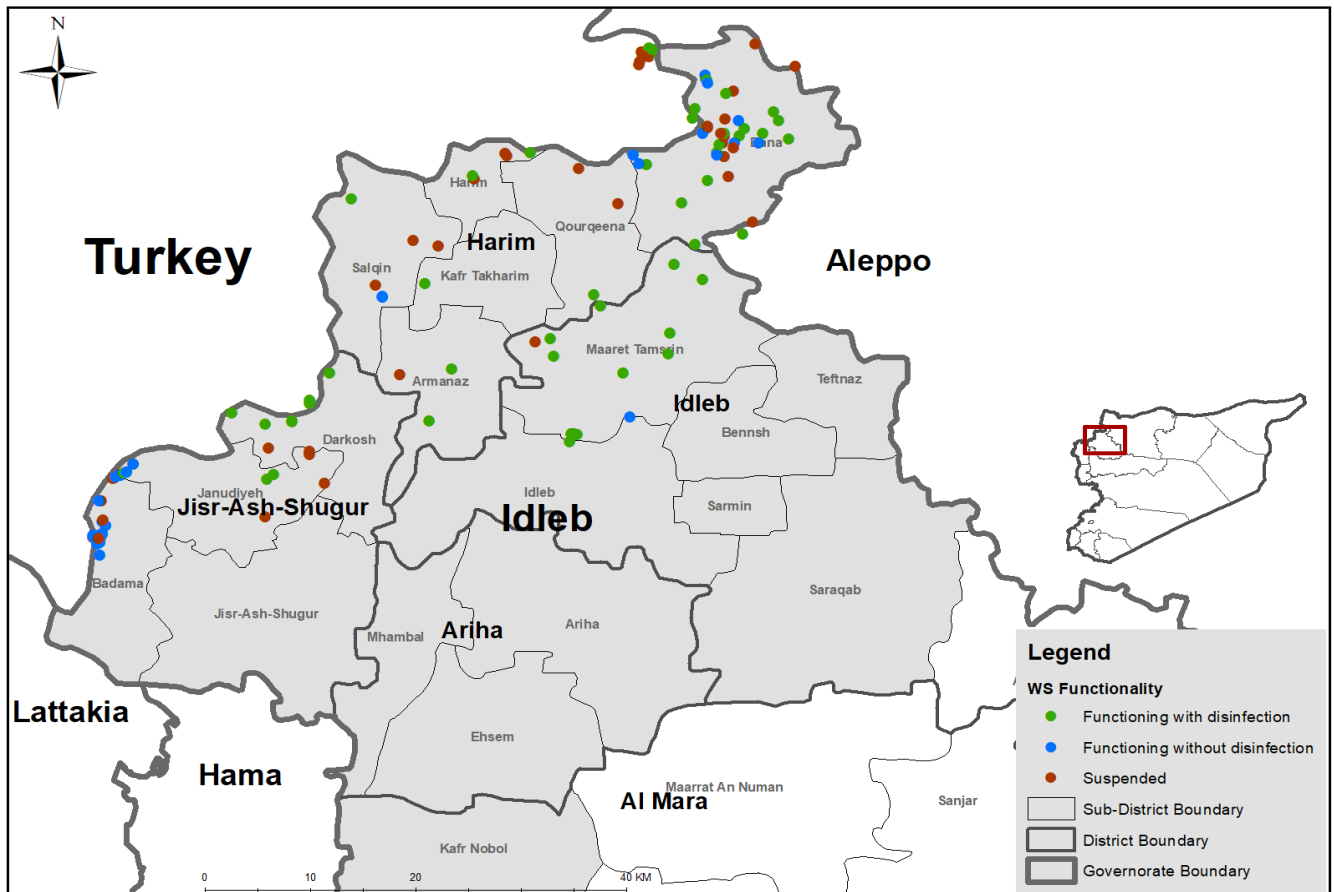 N
Dana
Harim
Qourqeena
Harim
Turkey
Aleppo
Salqin
Kafr Takharim
Maaret Tamsrin
Teftnaz
Armanaz
Idleb
Bennsh
Darkosh
Janudiyeh
Jisr-Ash-Shugur
Idleb
Idleb
Sarmin
Badama
Saraqab
Jisr-Ash-Shugur
Mhambal
Ariha
Ariha
Lattakia
Ehsem
Hama
Maarrat An Numan
Al Mara
Sanjar
Kafr Nobol
0 10 20 40 KM
Legend
WS Functionality
Functioning with disinfection
Functioning without disinfection
Suspended
Sub-District Boundary
District Boundary
Governorate Boundary